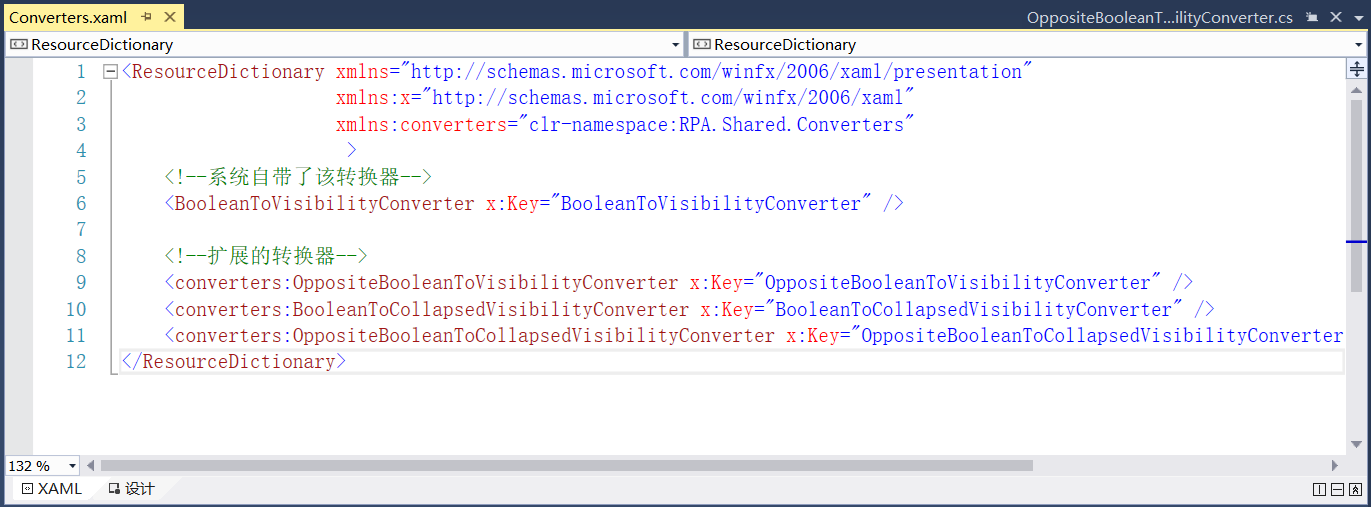 Converters.xaml
OppositeBooleanT...ilityConverter.cs
ResourceDictionary
ResourceDictionary
1 <ResourceDictionary xmlns="http://schemas.microsoft.com/winfx/2006/xaml/presentation"
2 xmlns:x="http://schemas.microsoft.com/winfx/2006/xaml"
3 xmlns:converters="clr-namespace:RPA.Shared.Converters"
4 >
5 <!--系统自带了该转换器-->
6 <BooleanToVisibilityConverter x:Key="BooleanToVisibilityConverter" />
7
8 <!--扩展的转换器-->
9 <converters:OppositeBooleanToVisibilityConverter x:Key="OppositeBooleanToVisibilityConverter" />
10 <converters:BooleanToCollapsedVisibilityConverter x:Key="BooleanToCollapsedVisibilityConverter" />
11 <converters:OppositeBooleanToCollapsedVisibilityConverter x:Key="OppositeBooleanToCollapsedVisibilityConverter
12 </ResourceDictionary>
132 %
XAML
设计